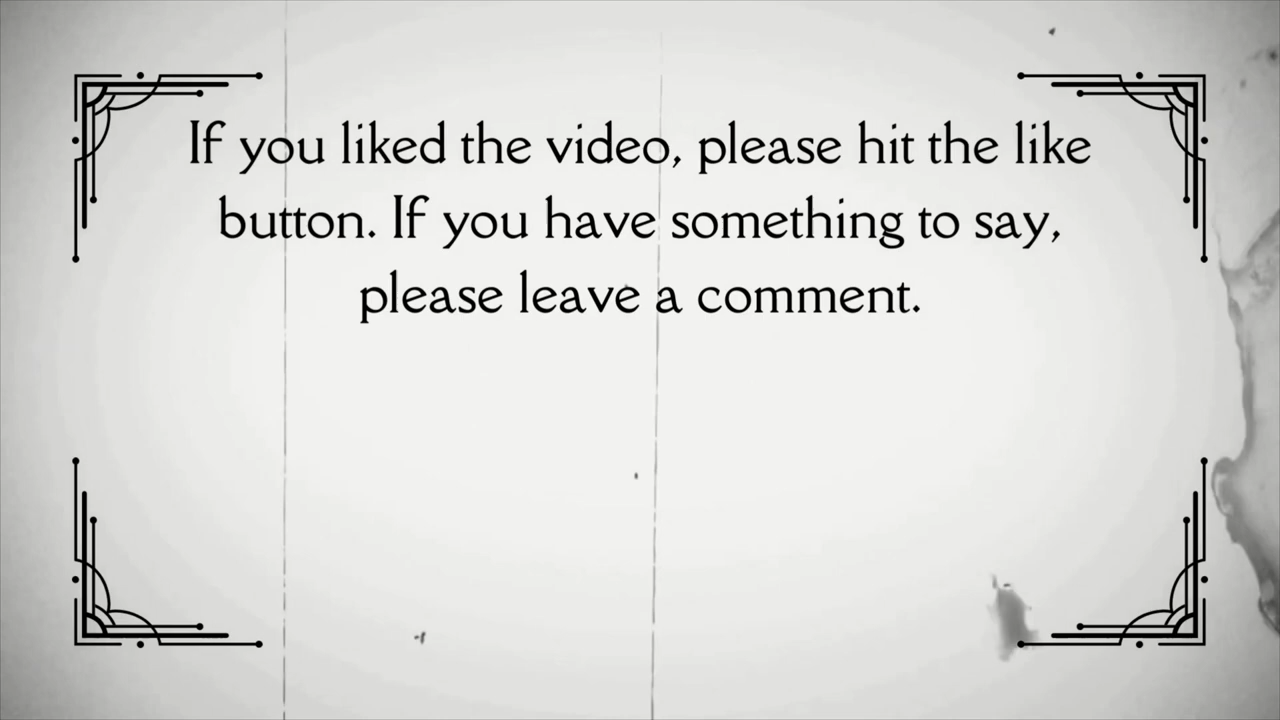 If you liked the video, please hit the like
button. If you have something to say,
please leave a comment.